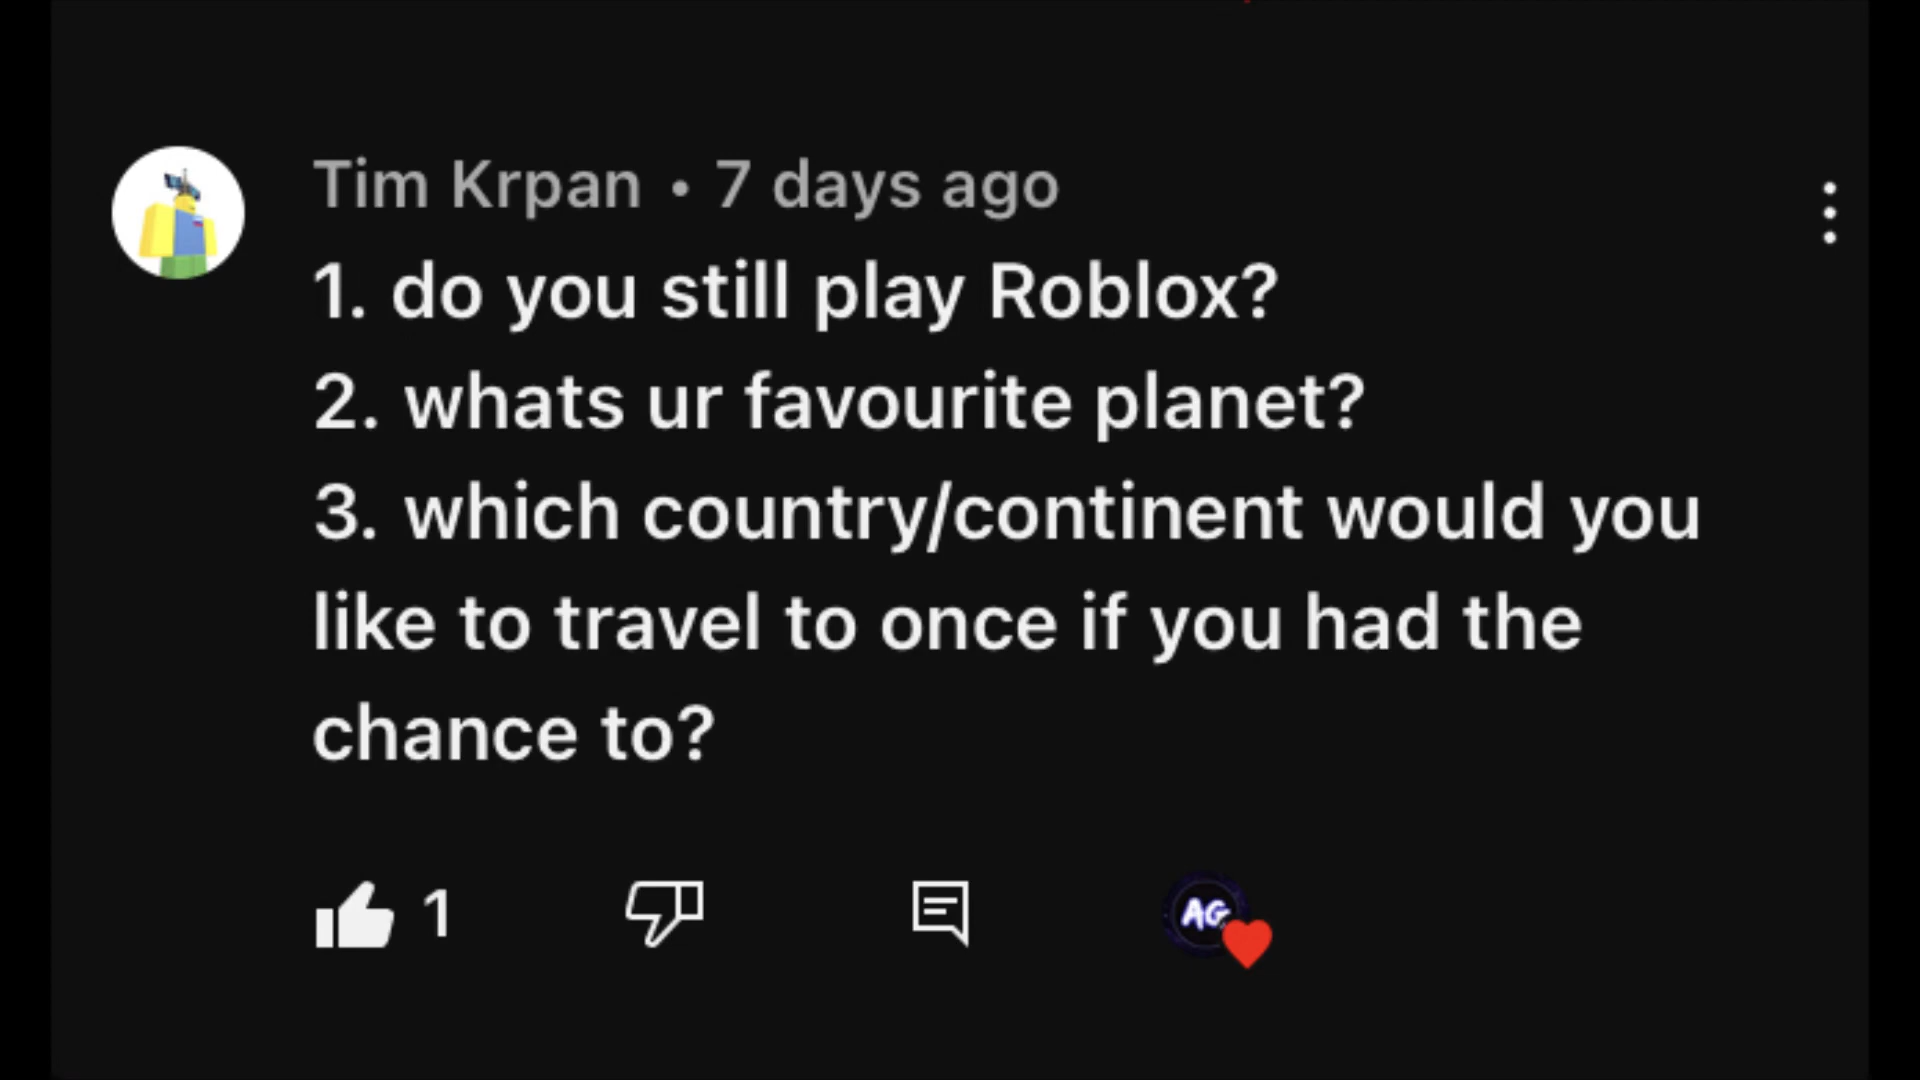 Tim Krpan • 7 days ago
1. do you still play Roblox?
2. whats ur favourite planet?
3. which country/continent would you
like to travel to once if you had the
chance to?
1
AG